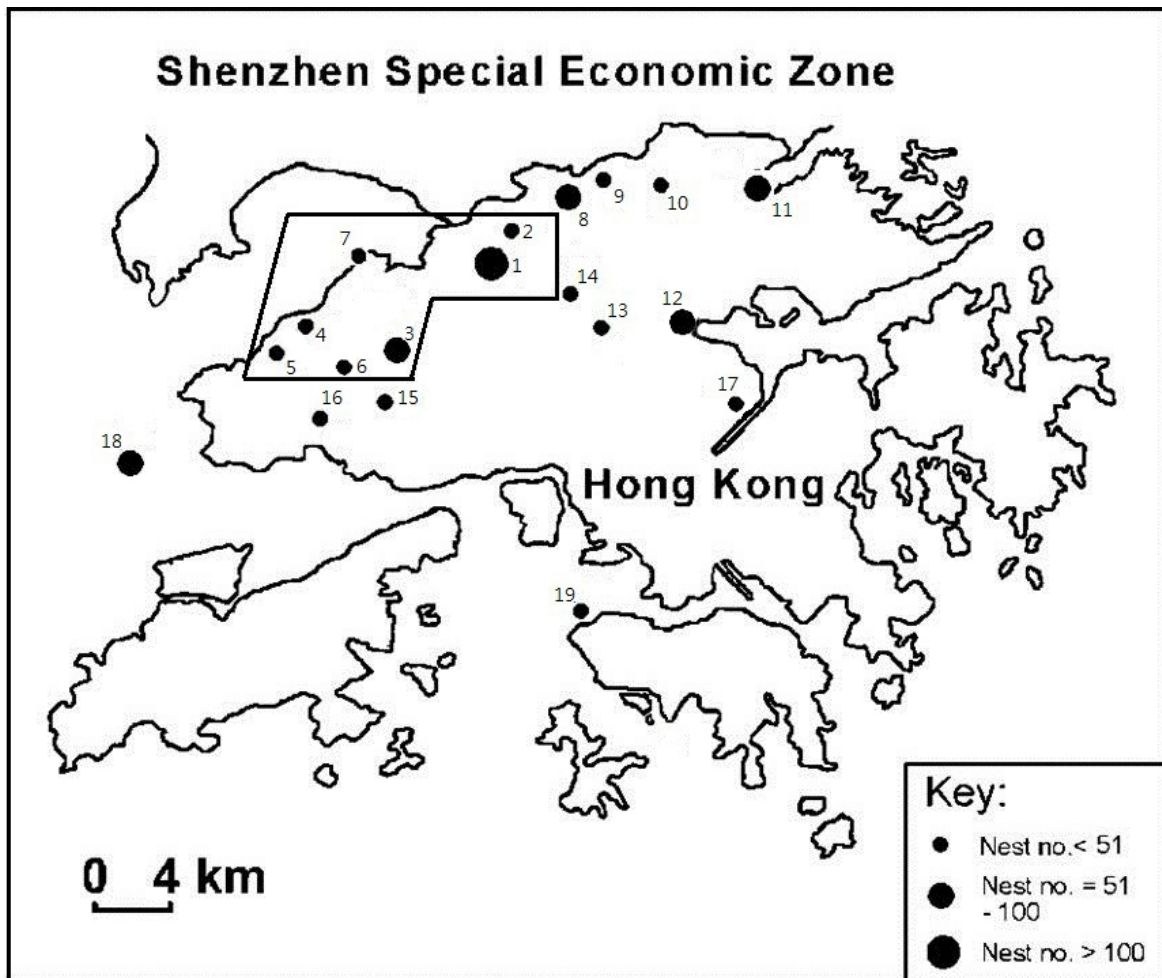 Shenzhen Special Economic Zone
9
10
8
11
2
7
1
14
12
13
4
3
5
6
17
16
15
18
Hong Kong
19
0 4 km
Key:
Nest no.< 51
Nest no. = 51
- 100
Nest no. > 100